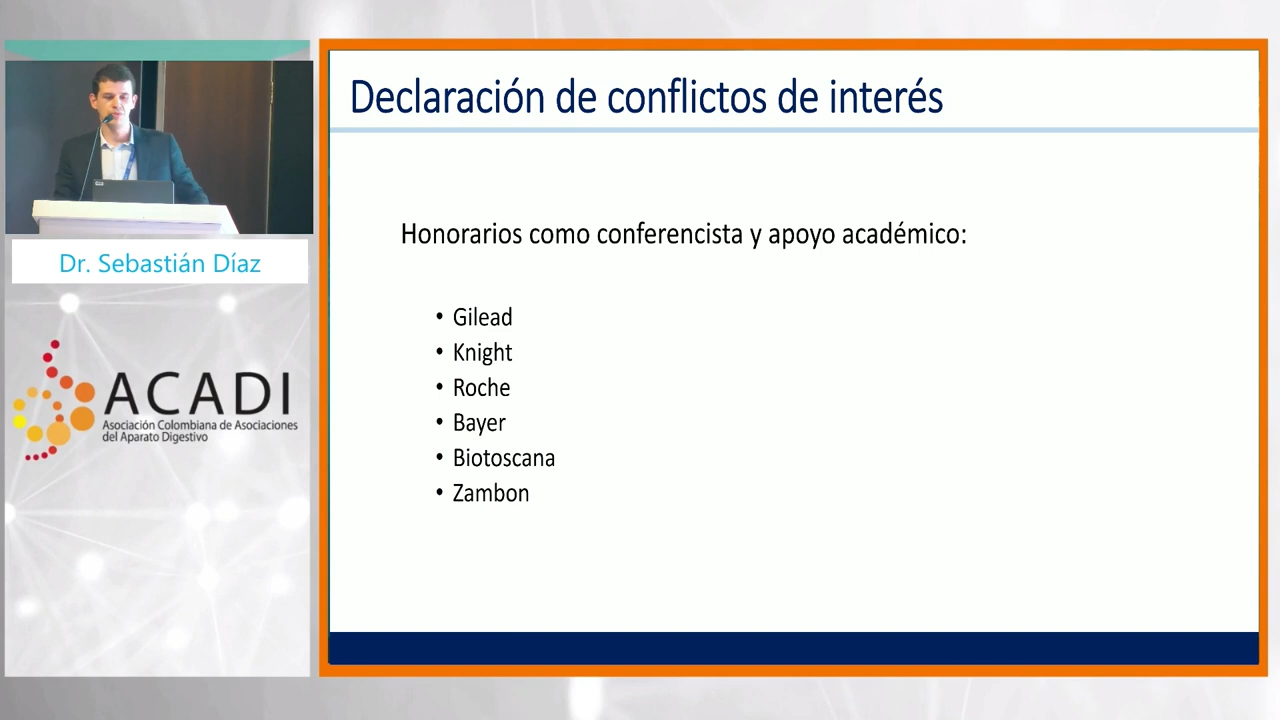 Dr. Sebastián Díaz
ACADI
Asociación Colombiana de Asociaciones
del Aparato Digestivo
Declaración de conflictos de interés
Honorarios como conferencista y apoyo académico:
• Gilead
• Knight
• Roche
• Bayer
• Biotoscana
• Zambon